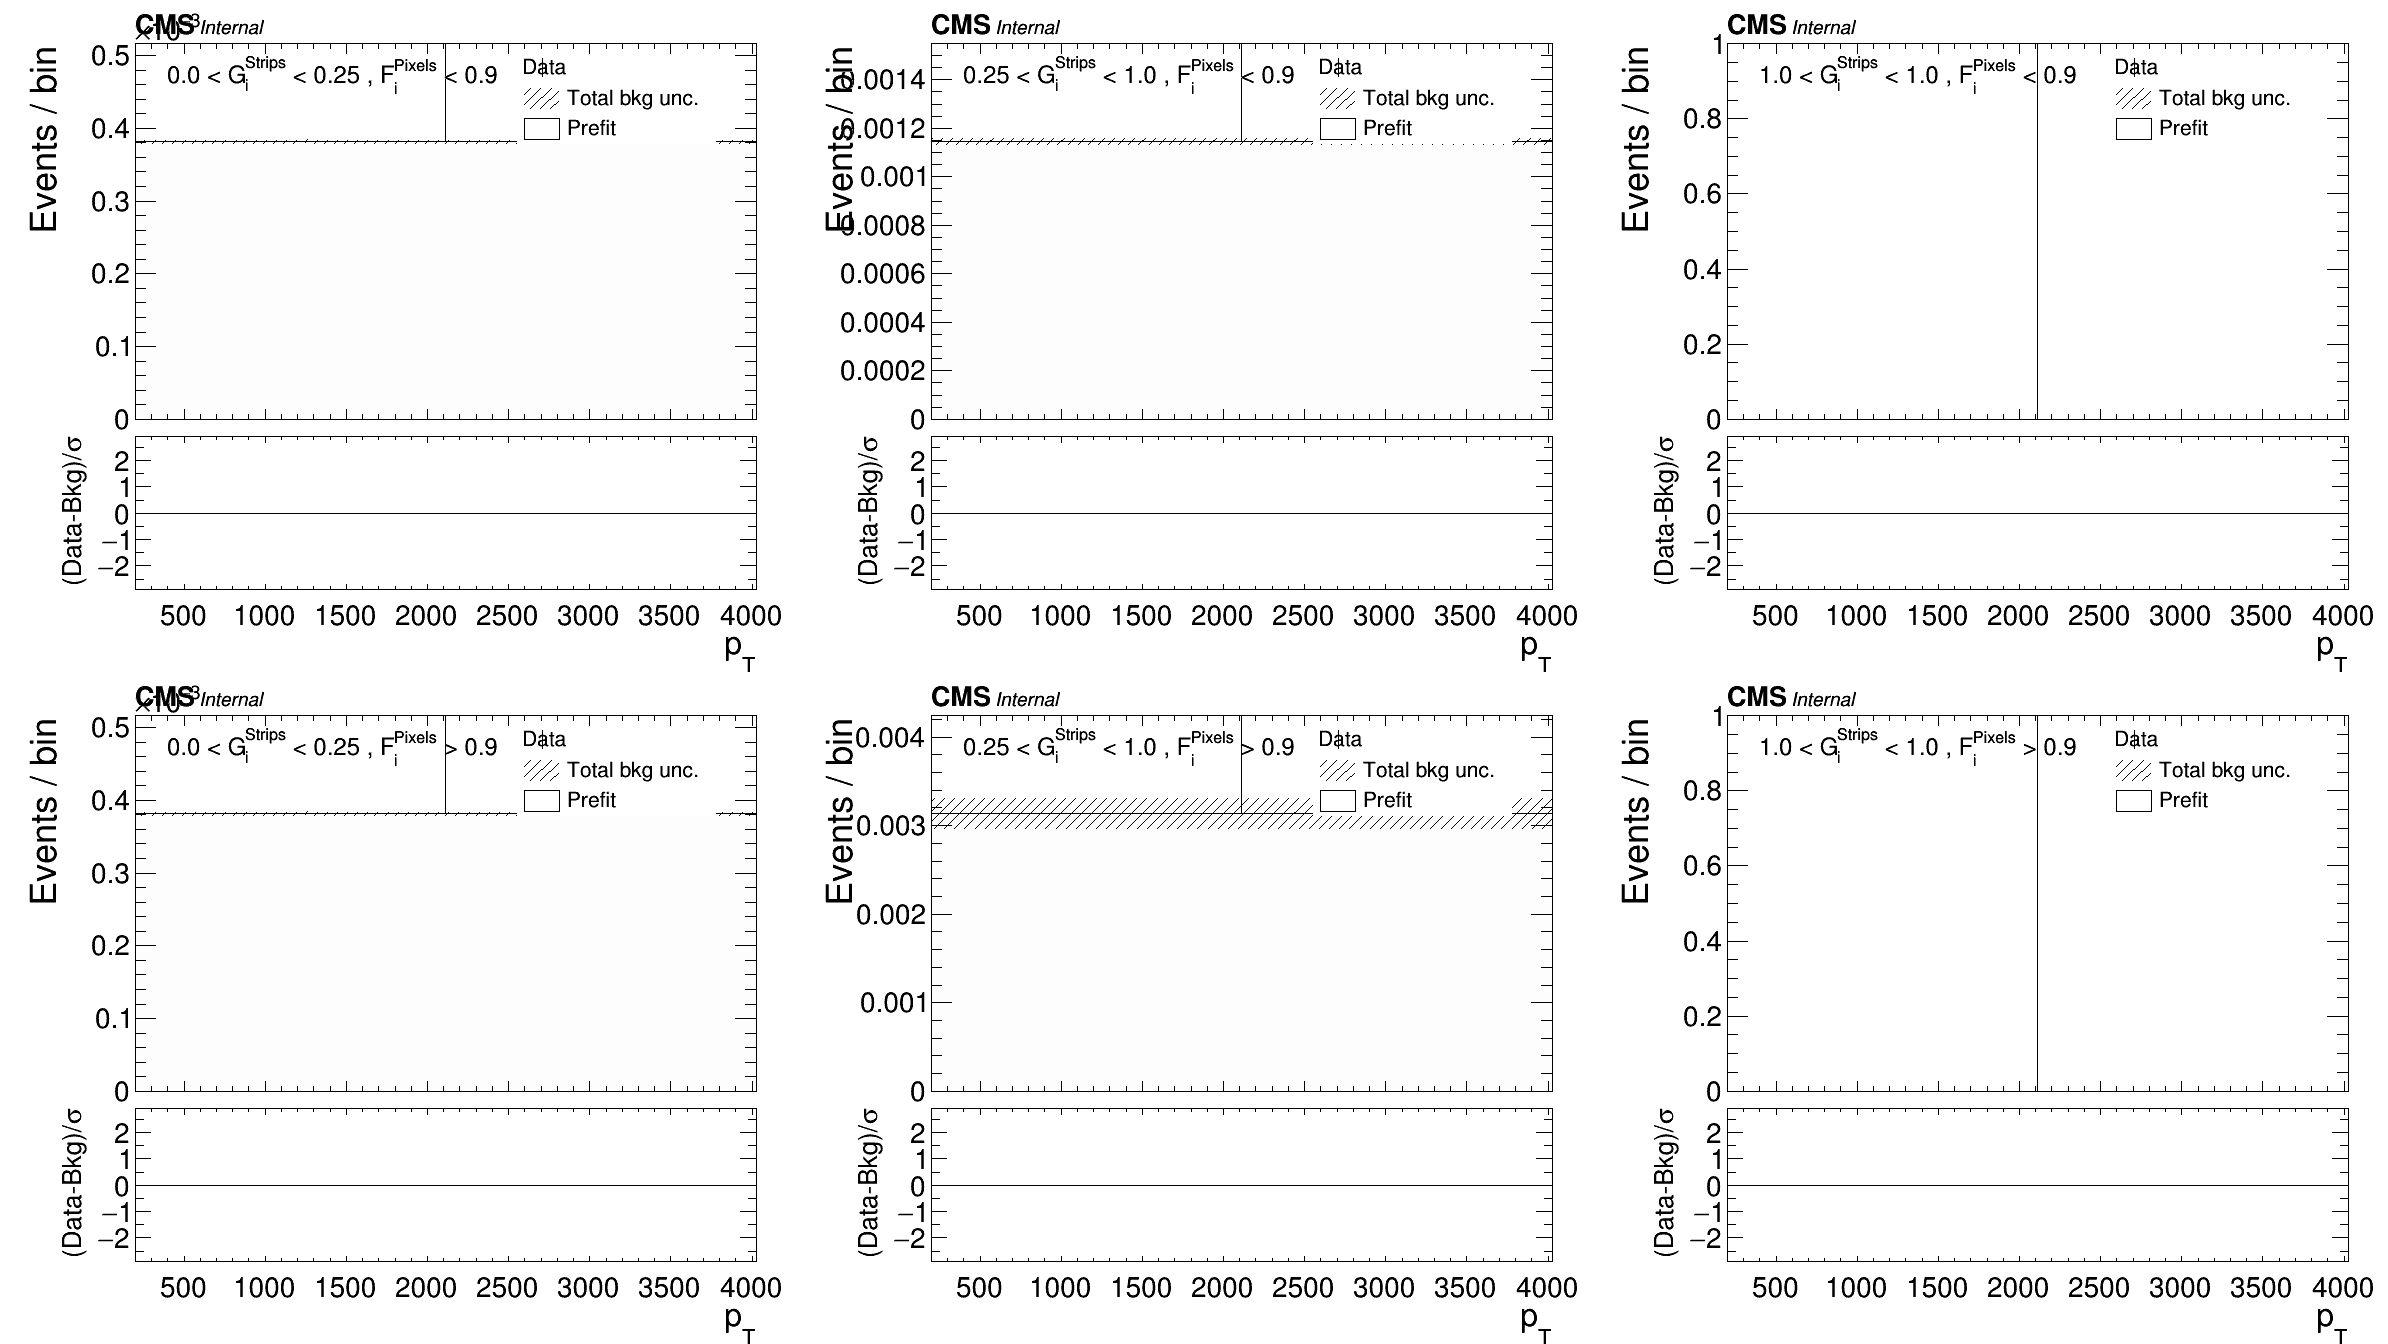 CMS Internal
×10⁻³
Events / bin
0.0 < G_i^Strips < 0.25 , F_i^Pixels < 0.9
Data
Total bkg unc.
Prefit
0.5
0.4
0.3
0.2
0.1
0
(Data-Bkg)/σ
2
1
0
−1
−2
500 1000 1500 2000 2500 3000 3500 4000
p_T
CMS Internal
Events / bin
0.25 < G_i^Strips < 1.0 , F_i^Pixels < 0.9
Data
Total bkg unc.
Prefit
0.0014
0.0012
0.001
0.0008
0.0006
0.0004
0.0002
0
(Data-Bkg)/σ
2
1
0
−1
−2
500 1000 1500 2000 2500 3000 3500 4000
p_T
CMS Internal
Events / bin
1.0 < G_i^Strips < 1.0 , F_i^Pixels < 0.9
Data
Total bkg unc.
Prefit
1
0.8
0.6
0.4
0.2
0
(Data-Bkg)/σ
2
1
0
−1
−2
500 1000 1500 2000 2500 3000 3500 4000
p_T
CMS Internal
×10⁻³
Events / bin
0.0 < G_i^Strips < 0.25 , F_i^Pixels > 0.9
Data
Total bkg unc.
Prefit
0.5
0.4
0.3
0.2
0.1
0
(Data-Bkg)/σ
2
1
0
−1
−2
500 1000 1500 2000 2500 3000 3500 4000
p_T
CMS Internal
Events / bin
0.25 < G_i^Strips < 1.0 , F_i^Pixels > 0.9
Data
Total bkg unc.
Prefit
0.004
0.003
0.002
0.001
0
(Data-Bkg)/σ
2
1
0
−1
−2
500 1000 1500 2000 2500 3000 3500 4000
p_T
CMS Internal
Events / bin
1.0 < G_i^Strips < 1.0 , F_i^Pixels > 0.9
Data
Total bkg unc.
Prefit
1
0.8
0.6
0.4
0.2
0
(Data-Bkg)/σ
2
1
0
−1
−2
500 1000 1500 2000 2500 3000 3500 4000
p_T